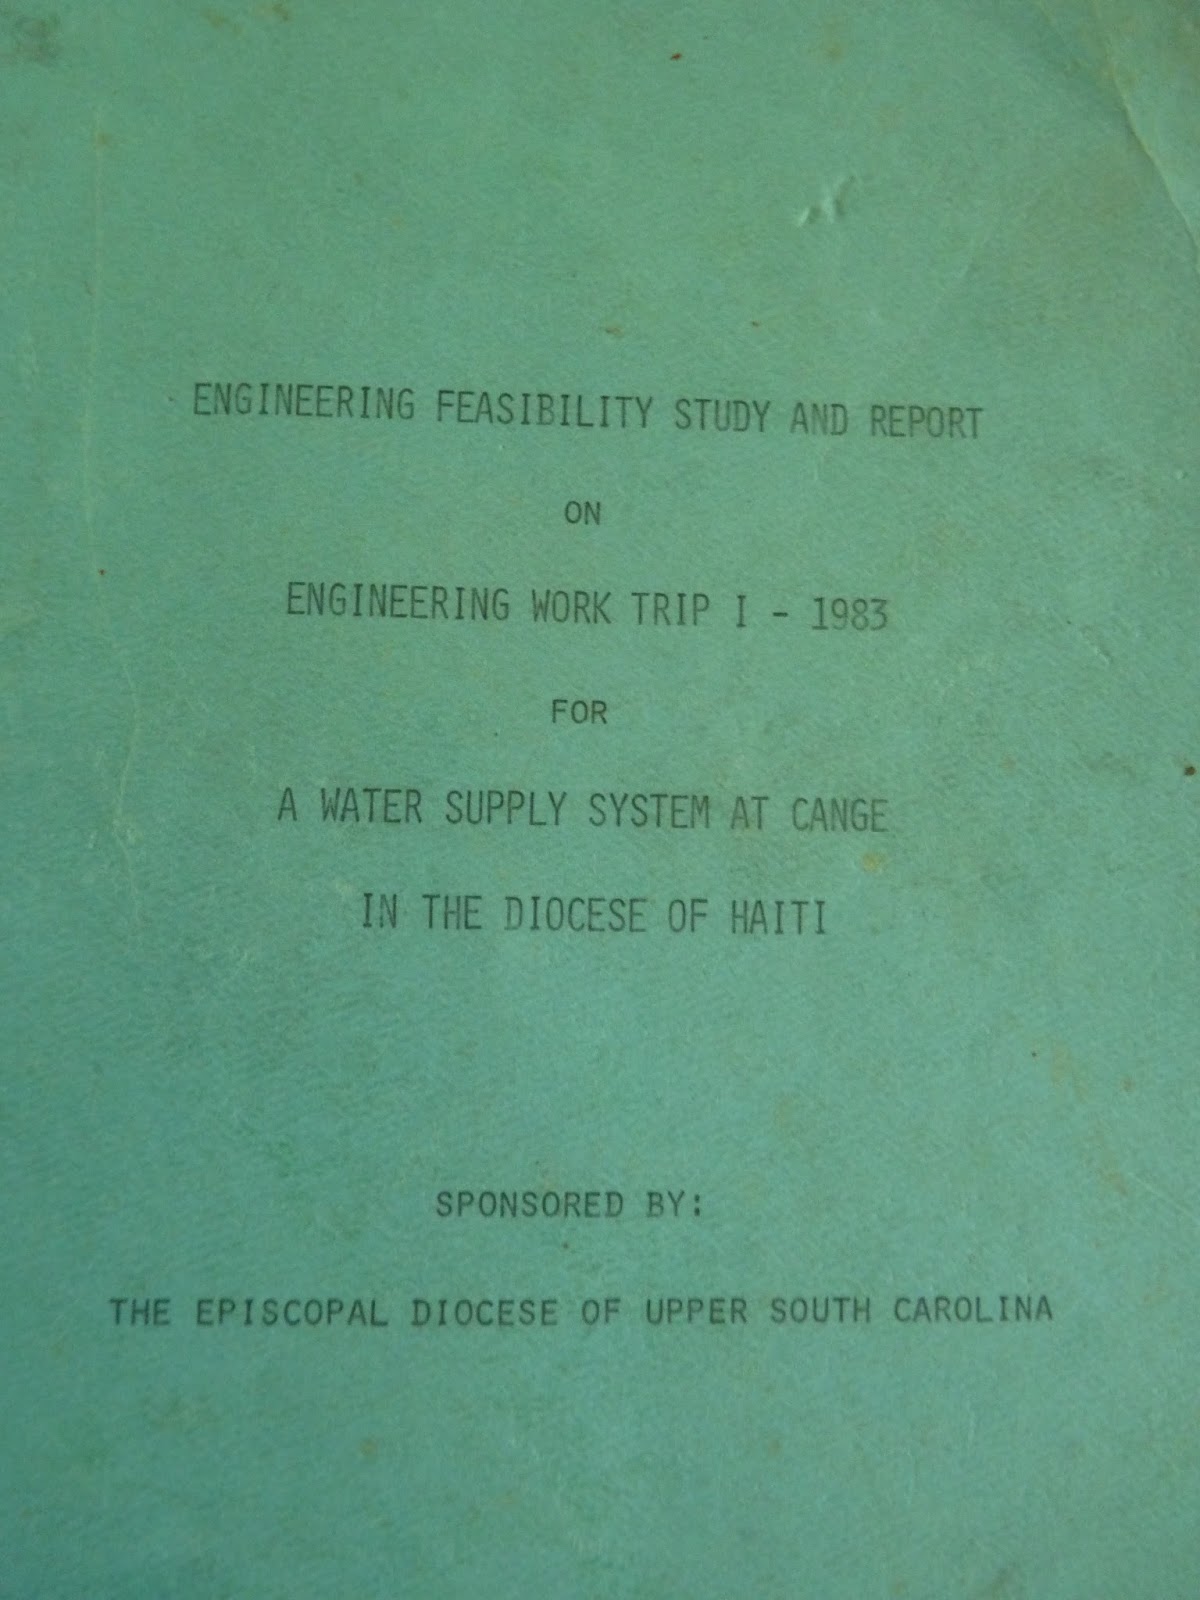 ENGINEERING FEASIBILITY STUDY AND REPORT
ON
ENGINEERING WORK TRIP I - 1983
FOR
A WATER SUPPLY SYSTEM AT CANGE
IN THE DIOCESE OF HAITI
SPONSORED BY:
THE EPISCOPAL DIOCESE OF UPPER SOUTH CAROLINA